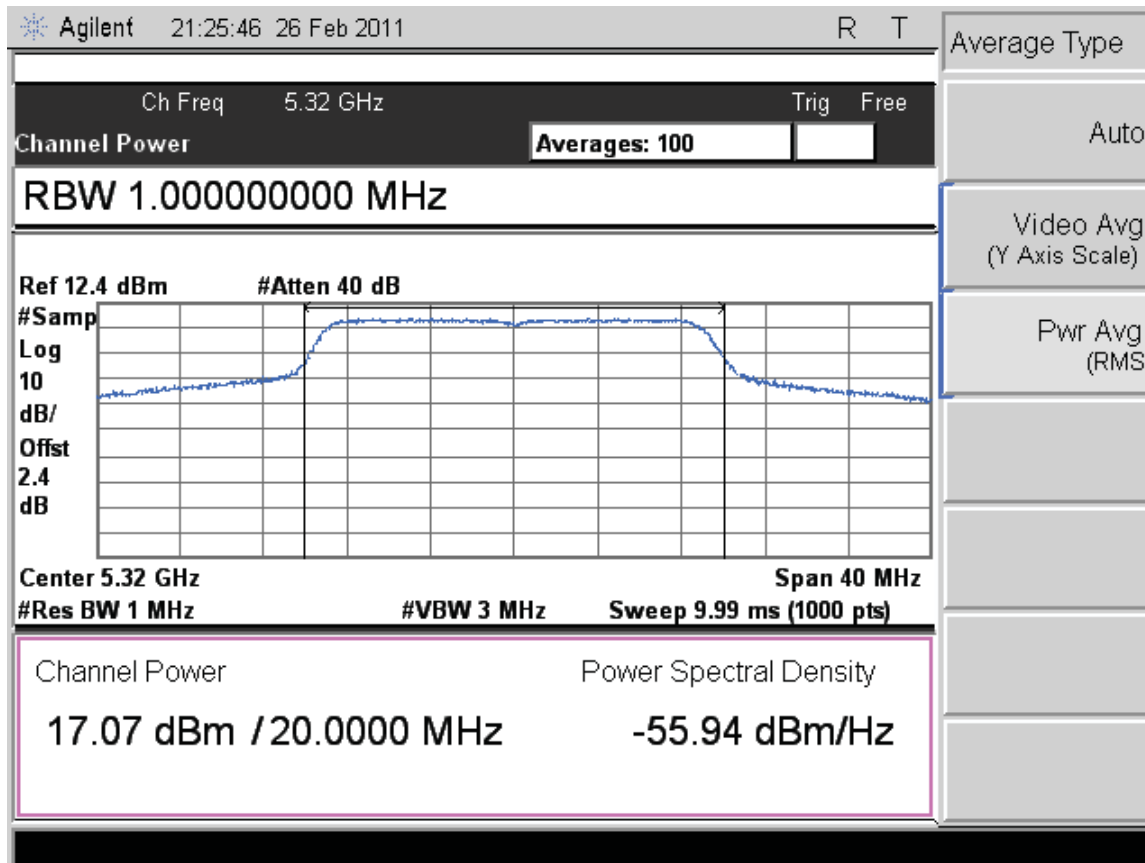 Agilent 21:25:46 26 Feb 2011 R T
Average Type
Ch Freq 5.32 GHz Trig Free
Channel Power Averages: 100
Auto
RBW 1.000000000 MHz
Video Avg
(Y Axis Scale)
Ref 12.4 dBm #Atten 40 dB
#Samp
Log
10
dB/
Offst
2.4
dB
Pwr Avg
(RMS
Center 5.32 GHz Span 40 MHz
#Res BW 1 MHz #VBW 3 MHz Sweep 9.99 ms (1000 pts)
Channel Power Power Spectral Density
17.07 dBm / 20.0000 MHz -55.94 dBm/Hz